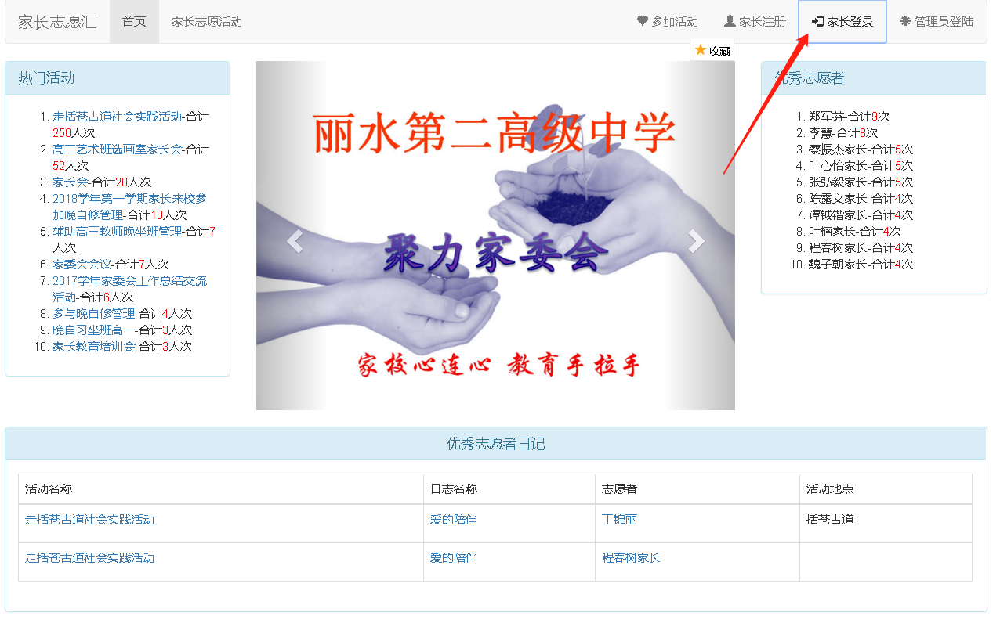 家长志愿汇 首页 家长志愿活动 参加活动 家长注册 家长登录 管理员登陆
收藏
热门活动
1. 走括苍古道社会实践活动-合计
250人次
2. 高二艺术班选画室家长会-合计
52人次
3. 家长会-合计28人次
4. 2018学年第一学期家长来校参
加晚自修管理-合计10人次
5. 辅助高三教师晚坐班管理-合计7
人次
6. 家委会会议-合计7人次
7. 2017学年家委会工作总结交流
活动-合计6人次
8. 参与晚自修管理-合计4人次
9. 晚自习坐班高一-合计3人次
10. 家长教育培训会-合计3人次
丽水第二高级中学
聚力家委会
家校心连心 教育手拉手
优秀志愿者
1. 郑军芬-合计9次
2. 李慧-合计8次
3. 蔡振杰家长-合计5次
4. 叶心怡家长-合计5次
5. 张弘毅家长-合计5次
6. 陈露文家长-合计4次
7. 谭钺锴家长-合计4次
8. 叶楠家长-合计4次
9. 程春树家长-合计4次
10. 魏子朝家长-合计4次
优秀志愿者日记
活动名称 日志名称 志愿者 活动地点
走括苍古道社会实践活动 爱的陪伴 丁锦丽 括苍古道
走括苍古道社会实践活动 爱的陪伴 程春树家长